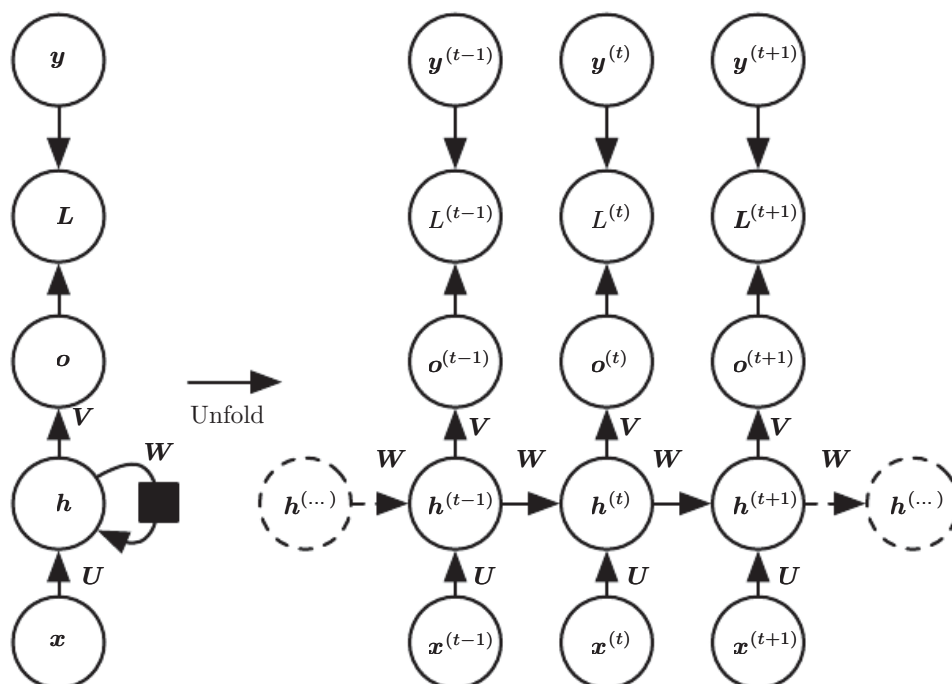 y y^{(t−1)} y^{(t)} y^{(t+1)}
L L^{(t−1)} L^{(t)} L^{(t+1)}
o o^{(t−1)} o^{(t)} o^{(t+1)}
Unfold
V V V V
W W W W W
h h^{(...)} h^{(t−1)} h^{(t)} h^{(t+1)} h^{(...)}
U U U U
x x^{(t−1)} x^{(t)} x^{(t+1)}